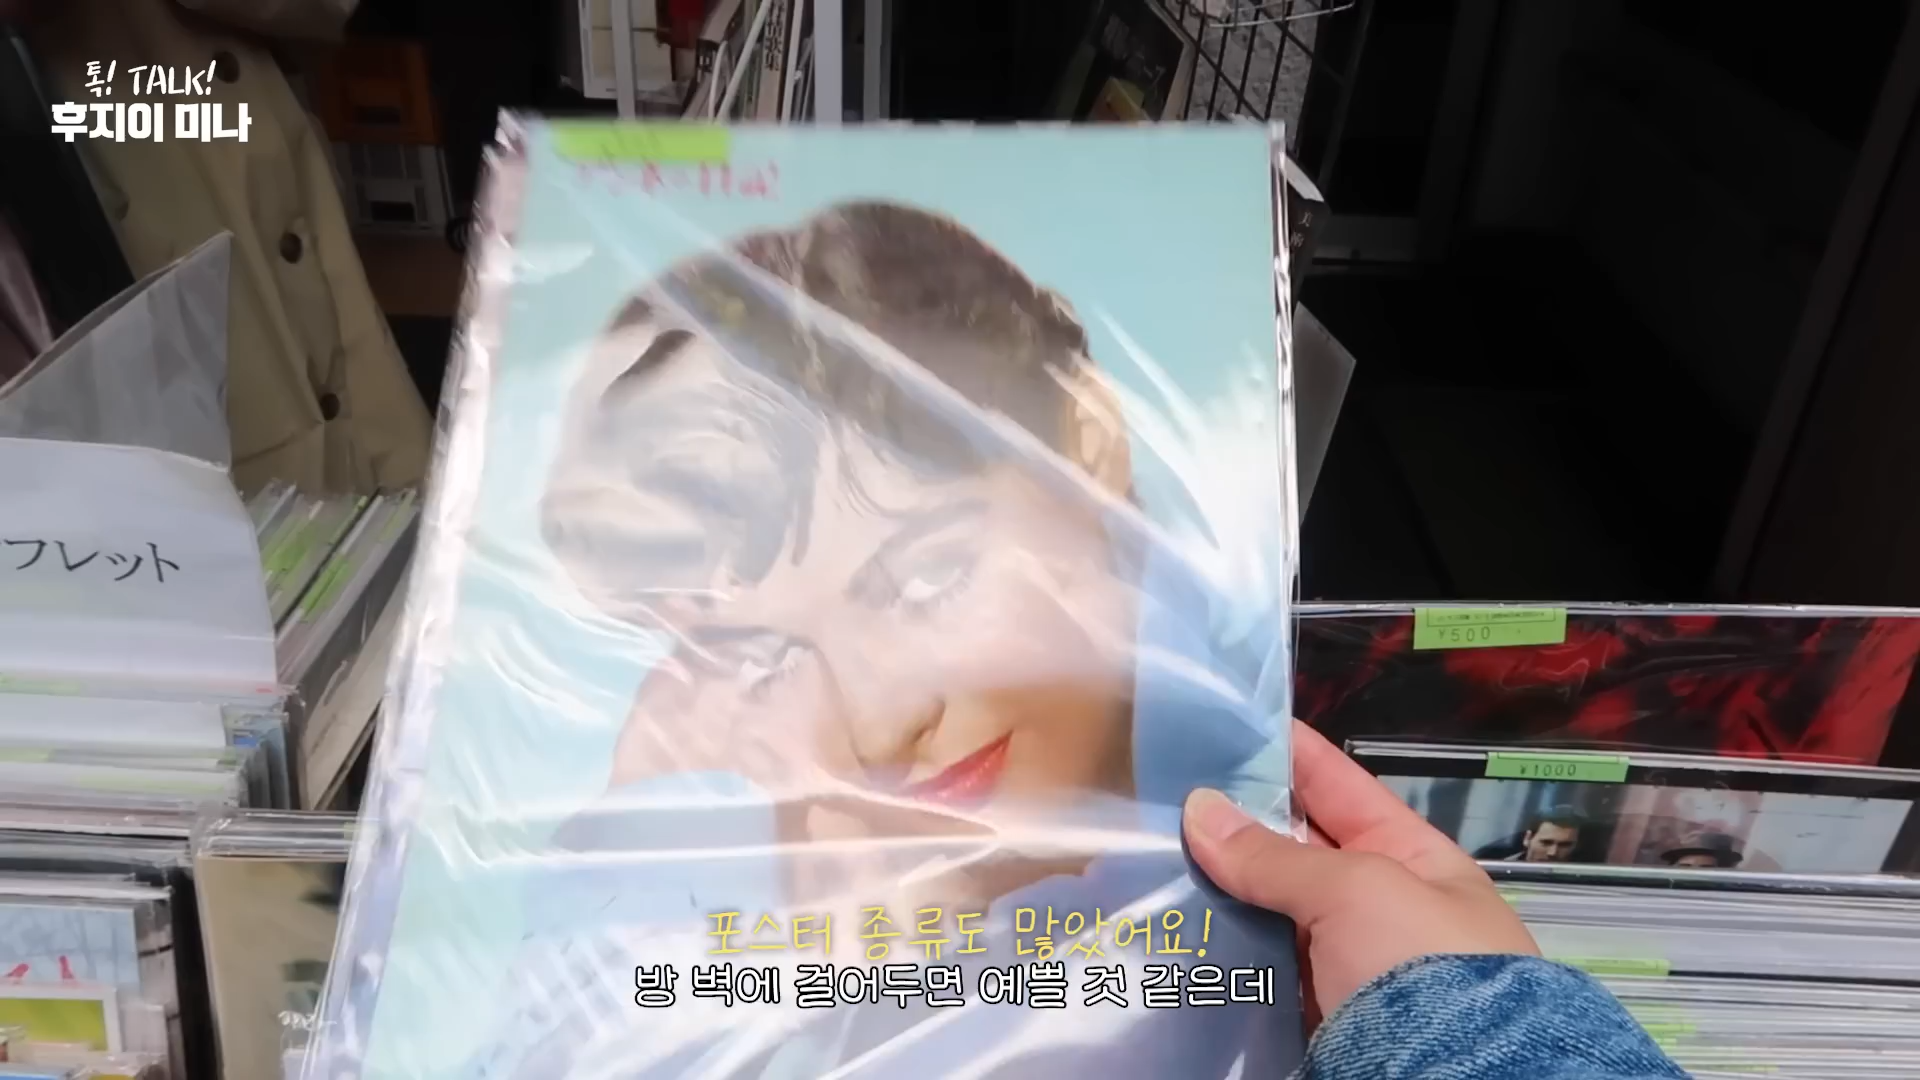 톡! TALK!
후지이 미나
フレット
¥500
¥1000
포스터 종류도 많았어요!
방 벽에 걸어두면 예쁠 것 같은데